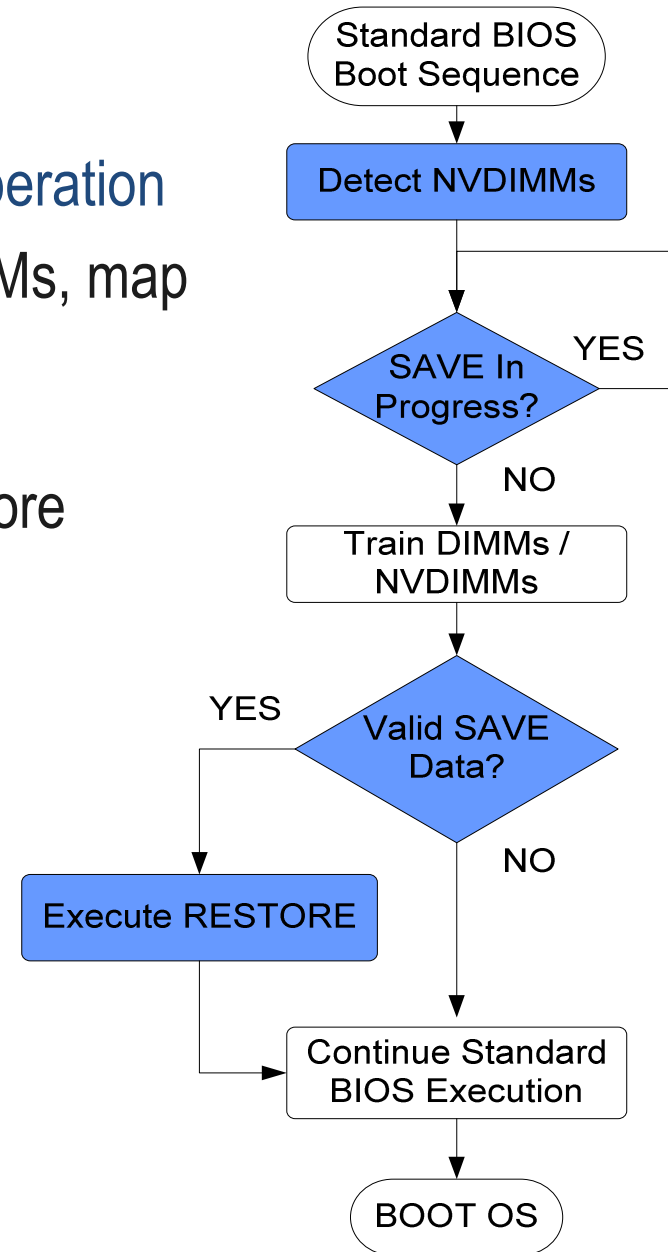 Standard BIOS
Boot Sequence
peration
Detect NVDIMMs
Ms, map
SAVE In
Progress?
YES
NO
ore
Train DIMMs /
NVDIMMs
YES
Valid SAVE
Data?
NO
Execute RESTORE
Continue Standard
BIOS Execution
BOOT OS